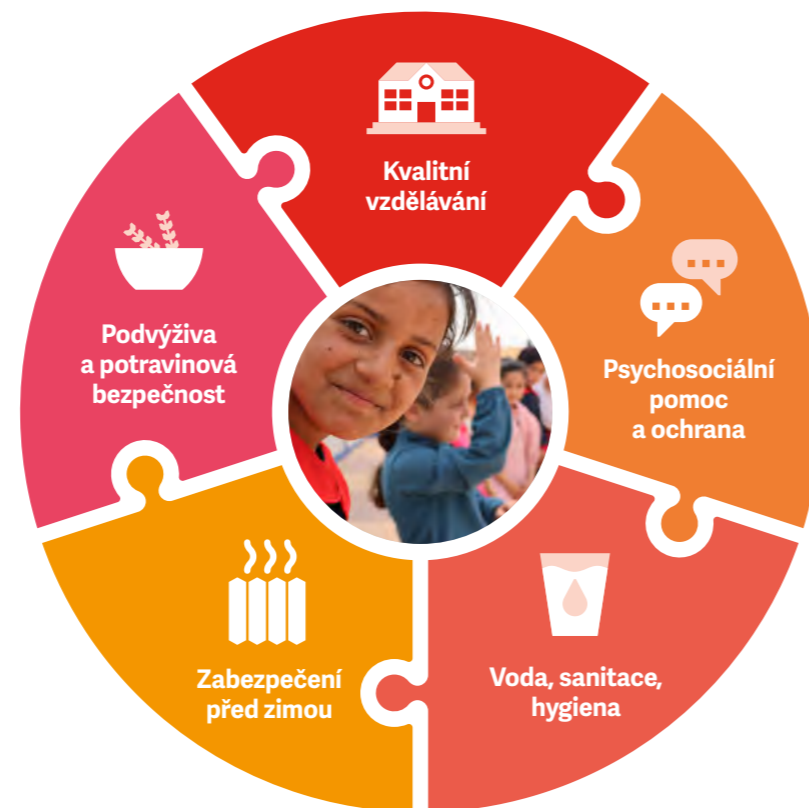 Kvalitní
vzdělávání
Psychosociální
pomoc
a ochrana
Voda, sanitace,
hygiena
Zabezpečení
před zimou
Podvýživa
a potravinová
bezpečnost